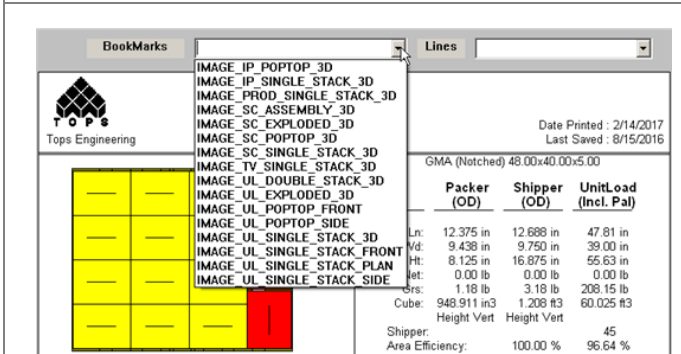 BookMarks
Lines
IMAGE_IP_POPTOP_3D
IMAGE_IP_SINGLE_STACK_3D
IMAGE_PROD_SINGLE_STACK_3D
IMAGE_SC_ASSEMBLY_3D
IMAGE_SC_EXPLODED_3D
IMAGE_SC_POPTOP_3D
IMAGE_SC_SINGLE_STACK_3D
IMAGE_TV_SINGLE_STACK_3D
IMAGE_UL_DOUBLE_STACK_3D
IMAGE_UL_EXPLODED_3D
IMAGE_UL_POPTOP_FRONT
IMAGE_UL_POPTOP_SIDE
IMAGE_UL_SINGLE_STACK_3D
IMAGE_UL_SINGLE_STACK_FRONT
IMAGE_UL_SINGLE_STACK_PLAN
IMAGE_UL_SINGLE_STACK_SIDE
TOPS
Tops Engineering
Date Printed : 2/14/2017
Last Saved : 8/15/2016
GMA (Notched) 48.00x40.00x5.00
Packer Shipper UnitLoad
(OD) (OD) (Incl. Pal)
Ln: 12.375 in 12.688 in 47.81 in
Wd: 9.438 in 9.750 in 39.00 in
Ht: 8.125 in 16.875 in 55.63 in
Net: 0.00 lb 0.00 lb 0.00 lb
Grs: 1.18 lb 3.18 lb 208.15 lb
Cube: 948.911 in3 1.208 ft3 60.025 ft3
Height Vert Height Vert
Shipper: 45
Area Efficiency: 100.00 % 96.64 %